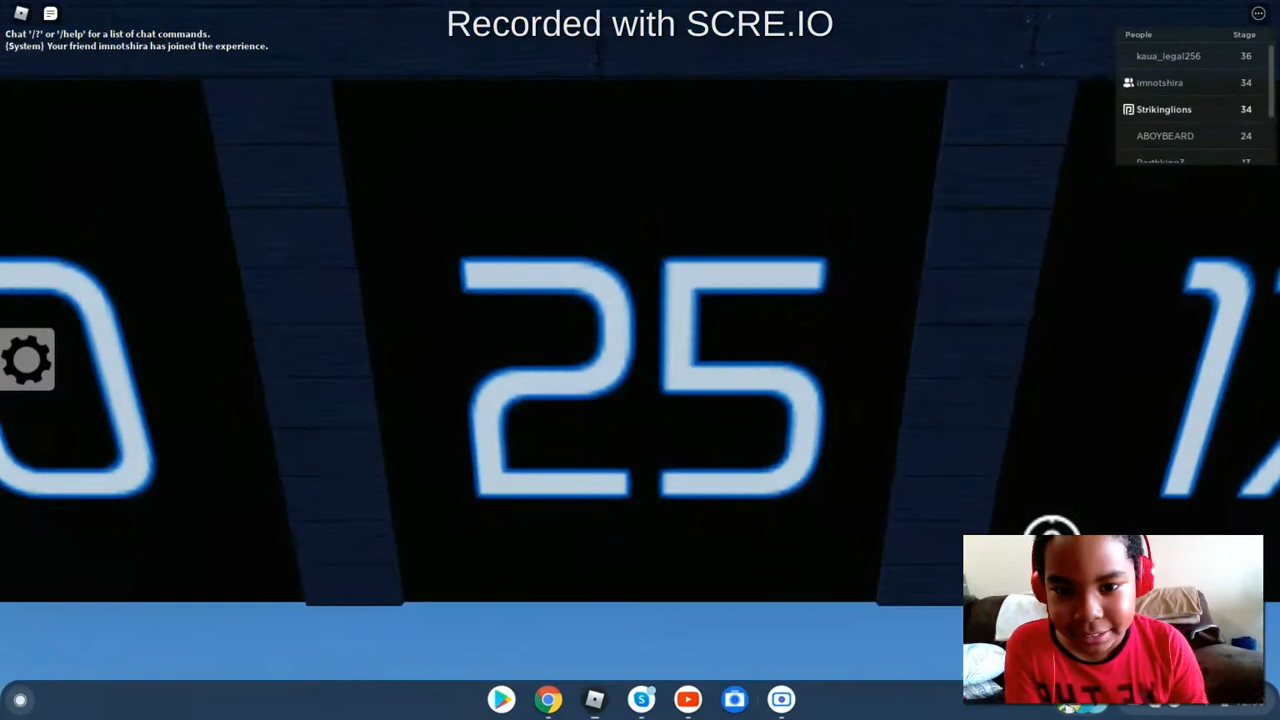 Recorded with SCRE.IO
Chat '/?' or '/help' for a list of chat commands.
{System} Your friend imnotshira has joined the experience.
People Stage
kaua_legal256 36
imnotshira 34
Strikinglions 34
ABOYBEARD 24
0 25